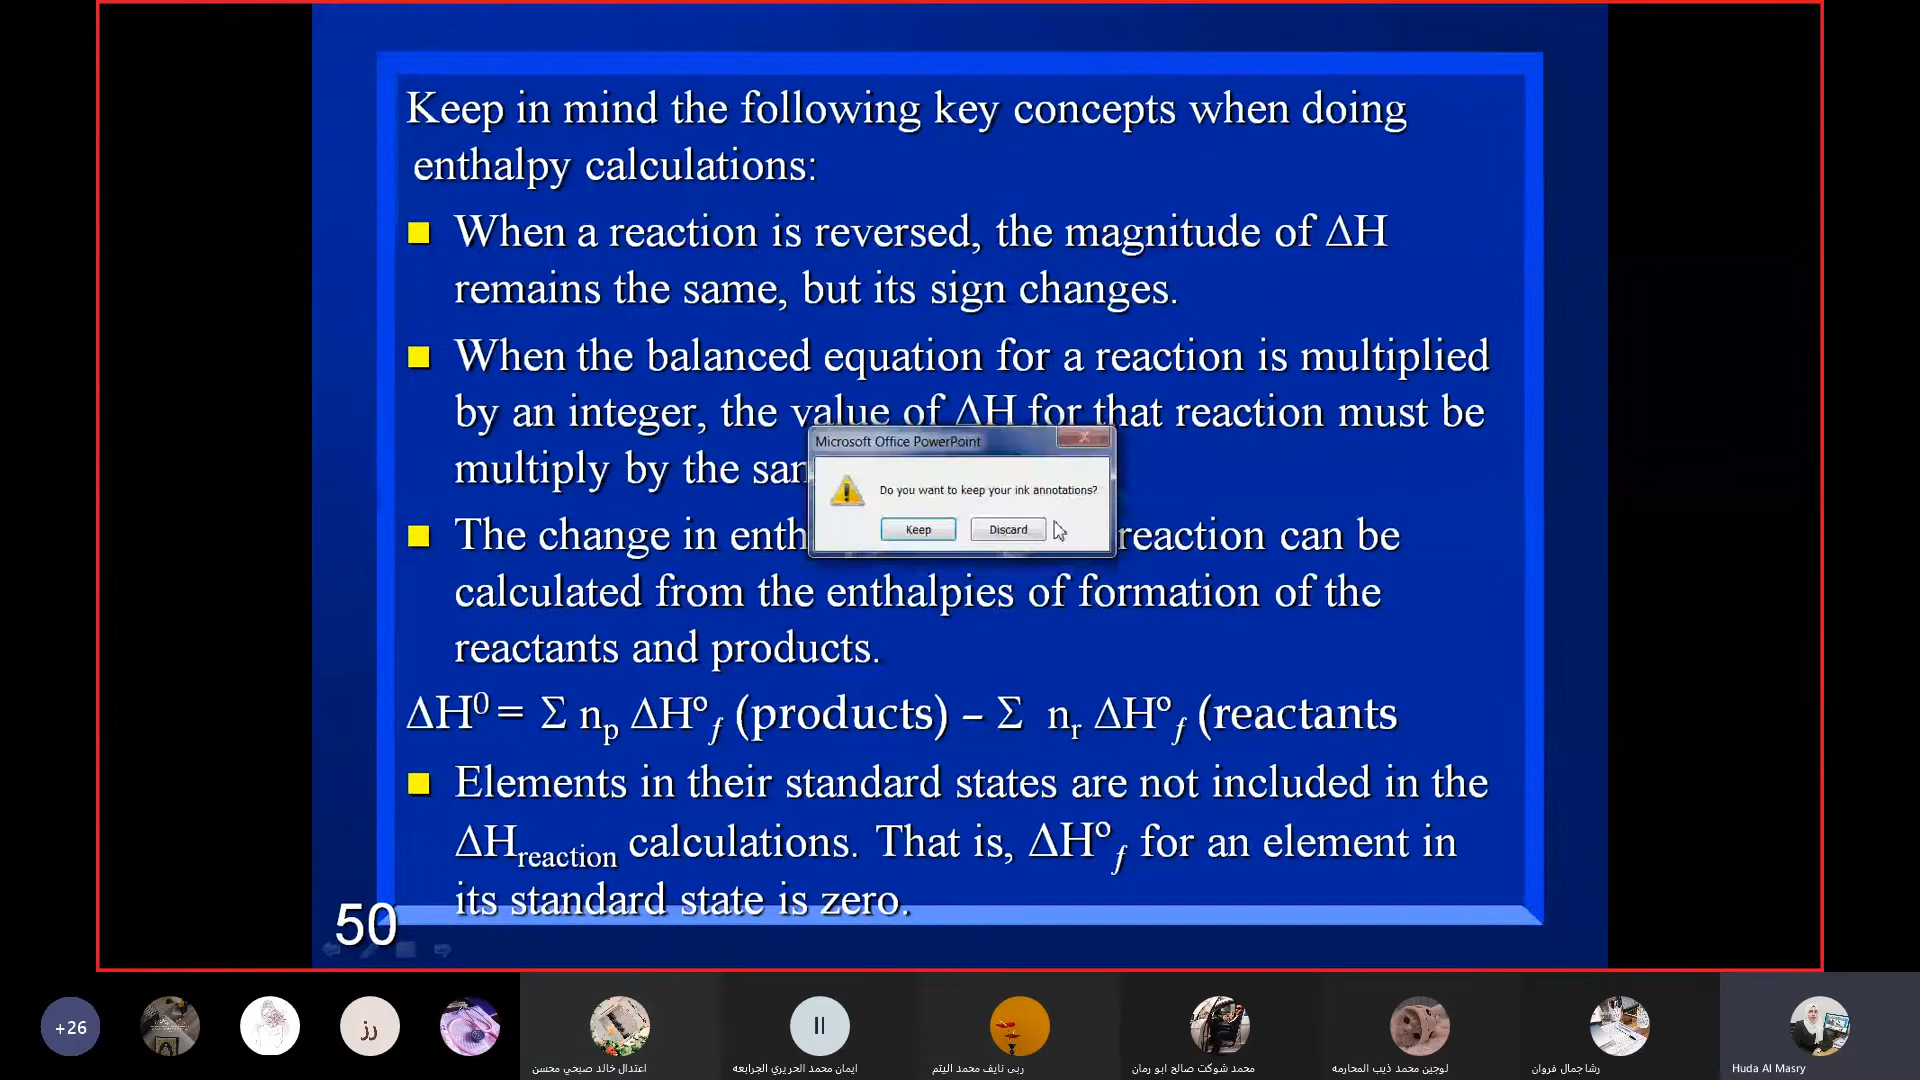 Keep in mind the following key concepts when doing
enthalpy calculations:
When a reaction is reversed, the magnitude of ΔH
remains the same, but its sign changes.
When the balanced equation for a reaction is multiplied
by an integer, the value of ΔH for that reaction must be
multiply by the
The change in reaction can be
calculated from the enthalpies of formation of the
reactants and products.
ΔH⁰ = Σ nₚ ΔHº_f (products) – Σ nᵣ ΔHº_f (reactants
Elements in their standard states are not included in the
ΔH_reaction calculations. That is, ΔHº_f for an element in
its standard state is zero.
50
Microsoft Office PowerPoint
Do you want to keep your ink annotations?
Keep Discard
+26
رز
اعتدال خالد صبحي محسن
ايمان محمد الحريري الجرابعه
ربى نايف محمد اليتم
محمد شوكت صالح ابو رمان
لوجين محمد ذيب المحارمه
رشا جمال فروان
Huda Al Masry